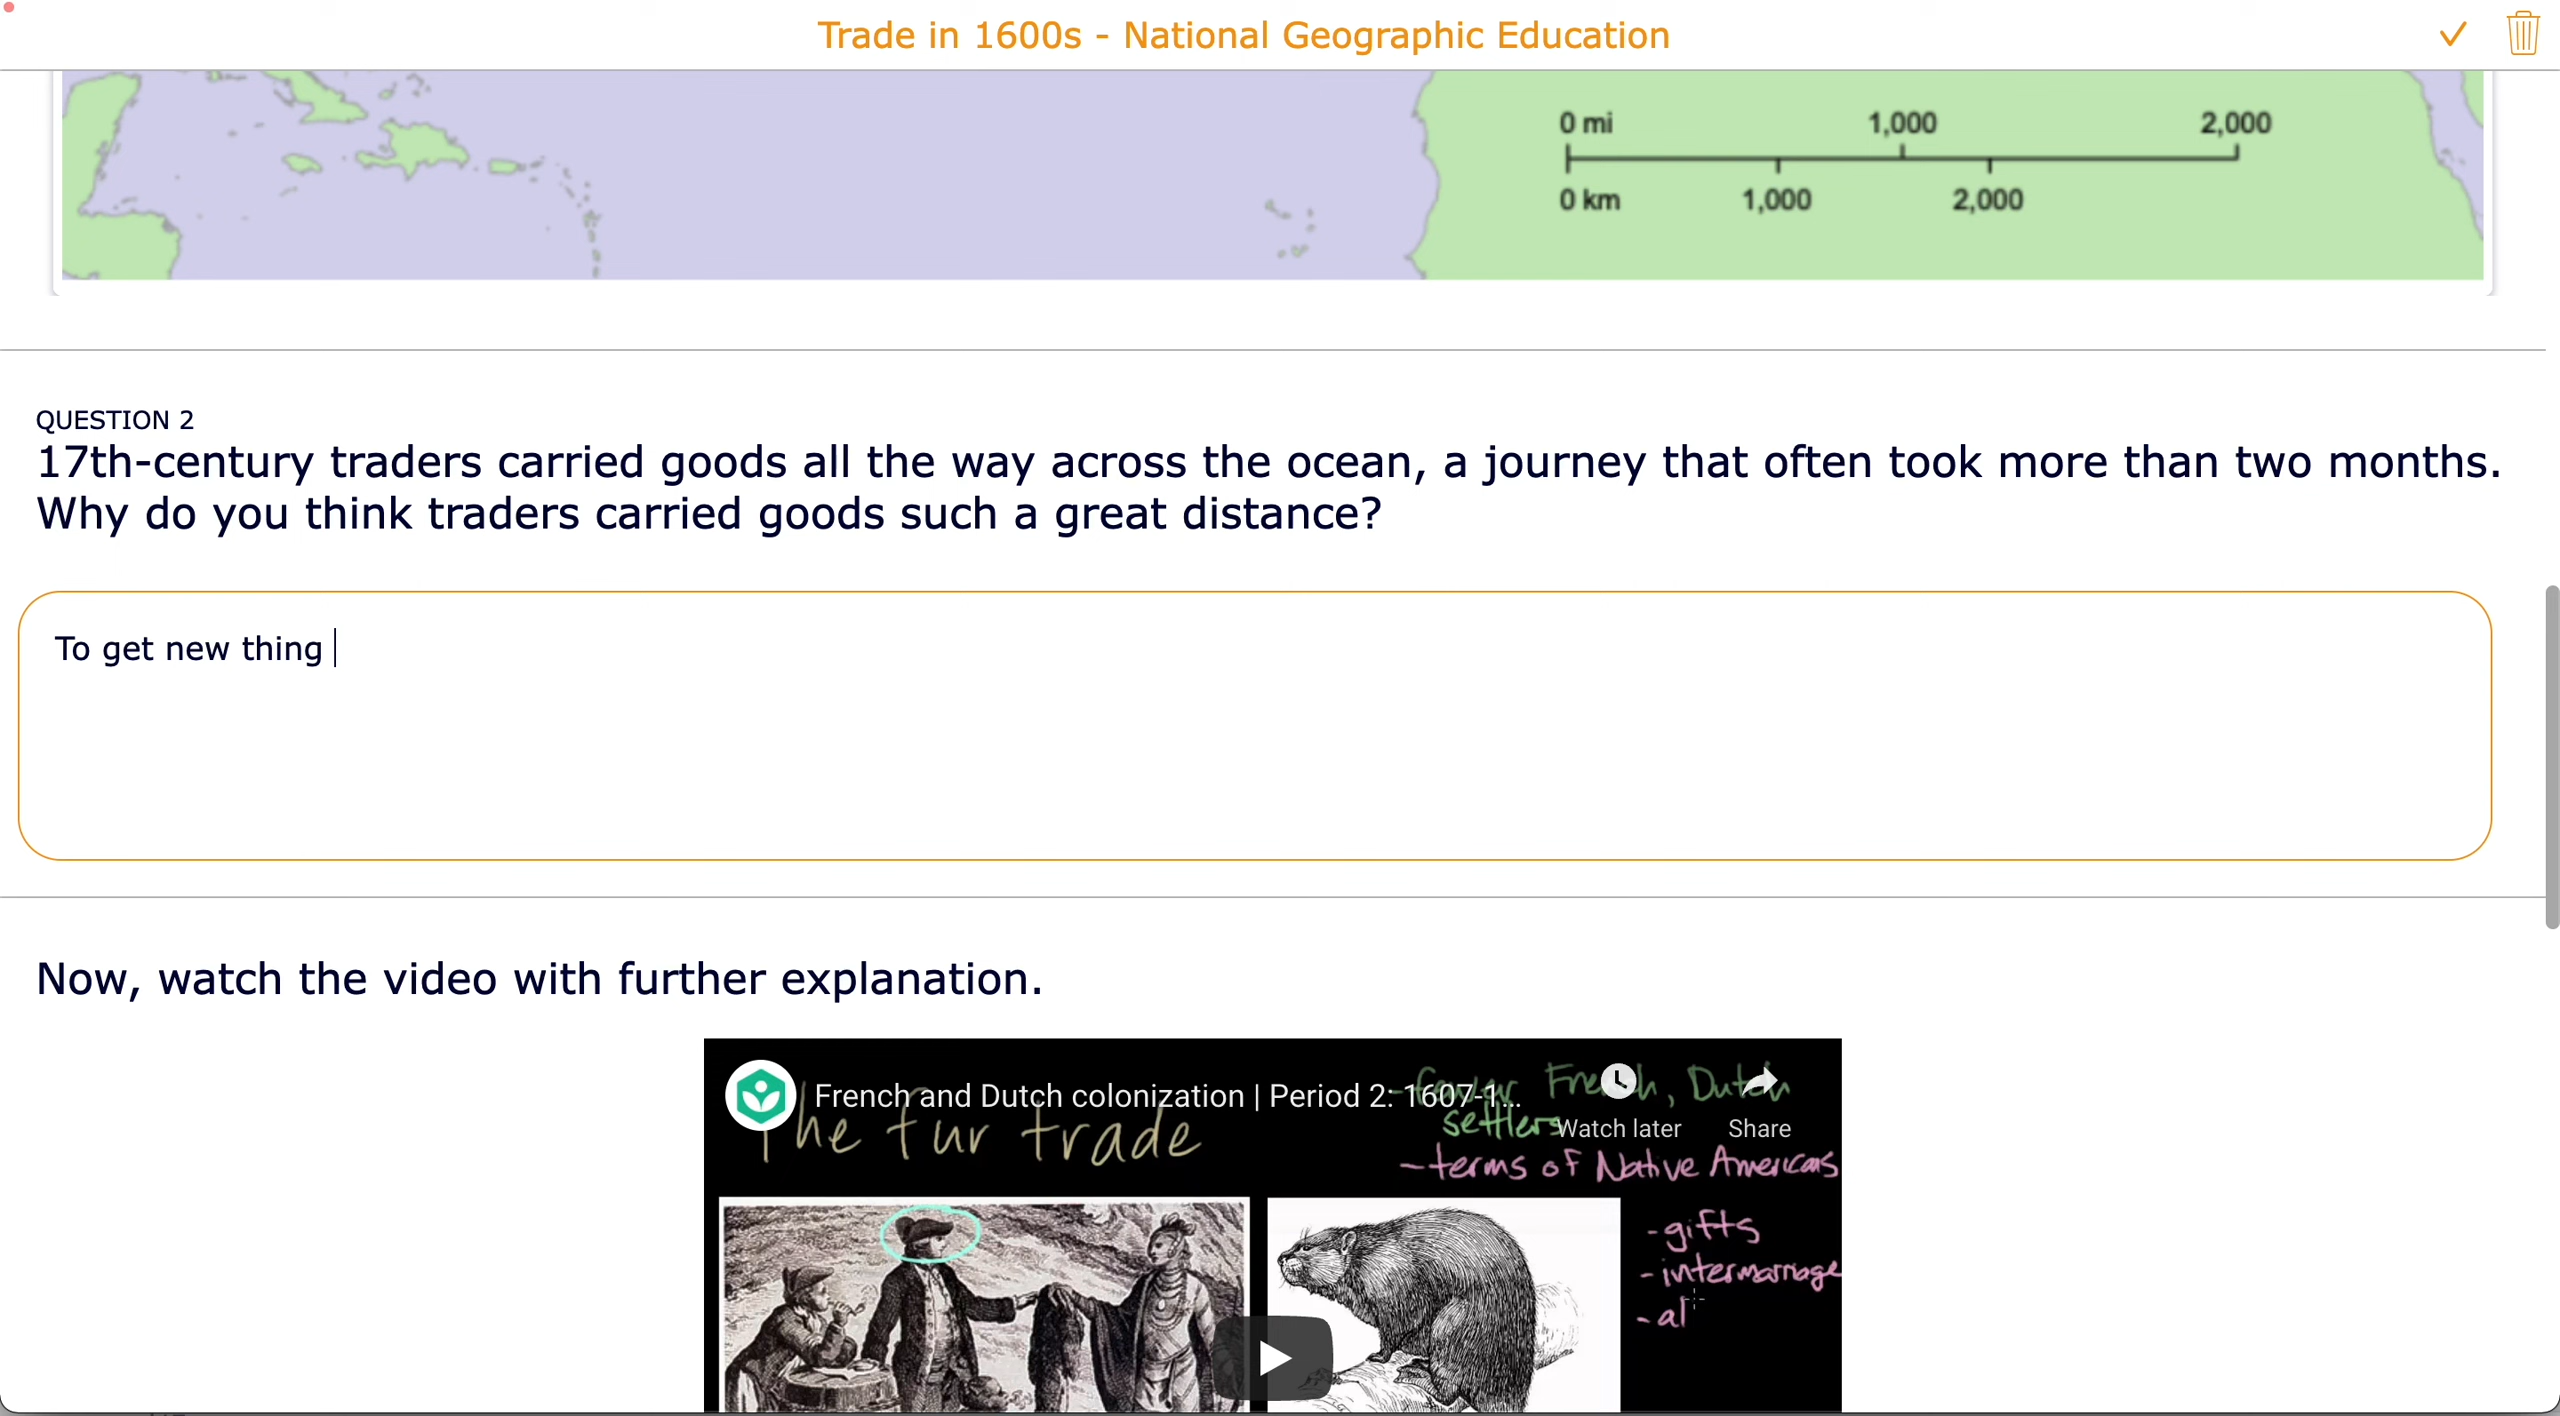 Trade in 1600s - National Geographic Education
0 mi 1,000 2,000
0 km 1,000 2,000
QUESTION 2
17th-century traders carried goods all the way across the ocean, a journey that often took more than two months.
Why do you think traders carried goods such a great distance?
To get new thing
Now, watch the video with further explanation.
French and Dutch colonization | Period 2: 1607-1...
The fur trade
- fewer French, Dutch
settlers
Watch later Share
- terms of Native Americans
- gifts
- intermarriage
- al